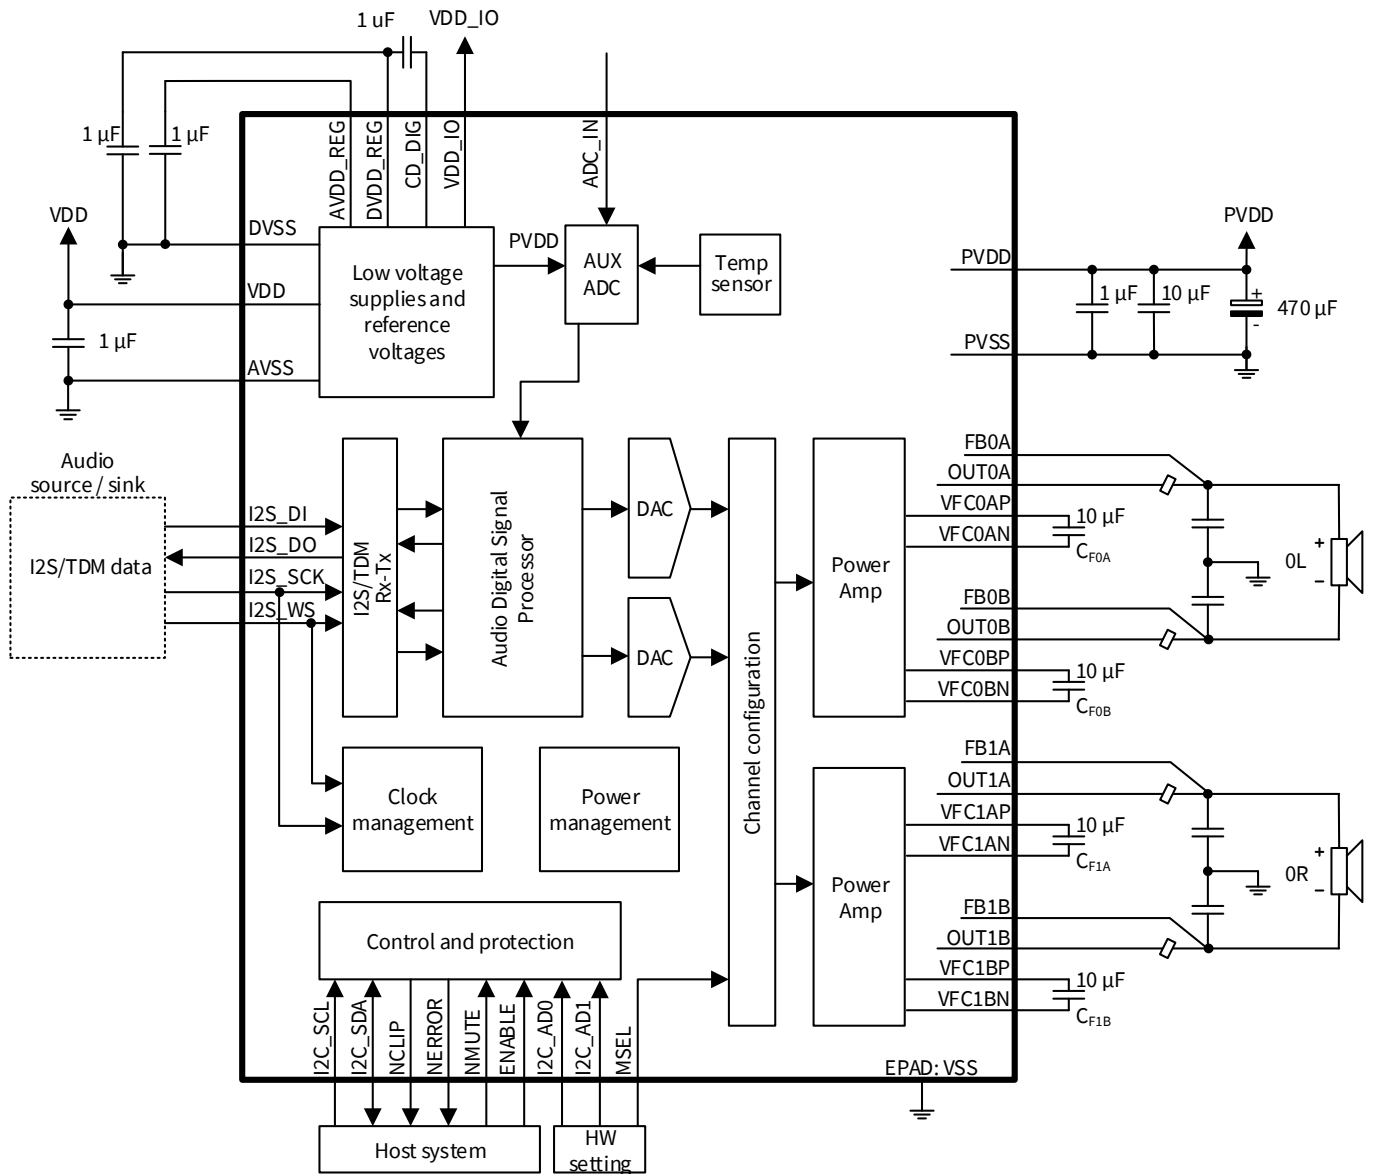 1 uF
VDD_IO
1 µF
1 µF
AVDD_REG
DVDD_REG
CD_DIG
VDD_IO
ADC_IN
VDD
DVSS
VDD
AVSS
1 µF
Low voltage
supplies and
reference
voltages
PVDD
AUX
ADC
Temp
sensor
PVDD
PVDD
1 µF
10 µF
+
-
470 µF
PVSS
Audio
source / sink
I2S/TDM data
I2S_DI
I2S_DO
I2S_SCK
I2S_WS
I2S/TDM
Rx-Tx
Audio Digital Signal
Processor
DAC
DAC
Channel configuration
Power
Amp
FB0A
OUT0A
VFC0AP
VFC0AN
10 µF
CF0A
FB0B
OUT0B
VFC0BP
VFC0BN
10 µF
CF0B
0L
+
–
Clock
management
Power
management
Power
Amp
FB1A
OUT1A
VFC1AP
VFC1AN
10 µF
CF1A
FB1B
OUT1B
VFC1BP
VFC1BN
10 µF
CF1B
0R
+
–
Control and protection
I2C_SCL
I2C_SDA
NCLIP
NERROR
NMUTE
ENABLE
I2C_AD0
I2C_AD1
MSEL
EPAD: VSS
Host system
HW
setting